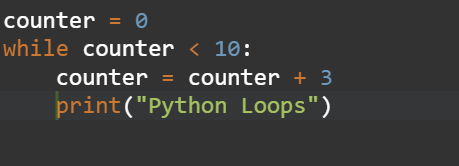 counter = 0
while counter < 10:
    counter = counter + 3
    print("Python Loops")